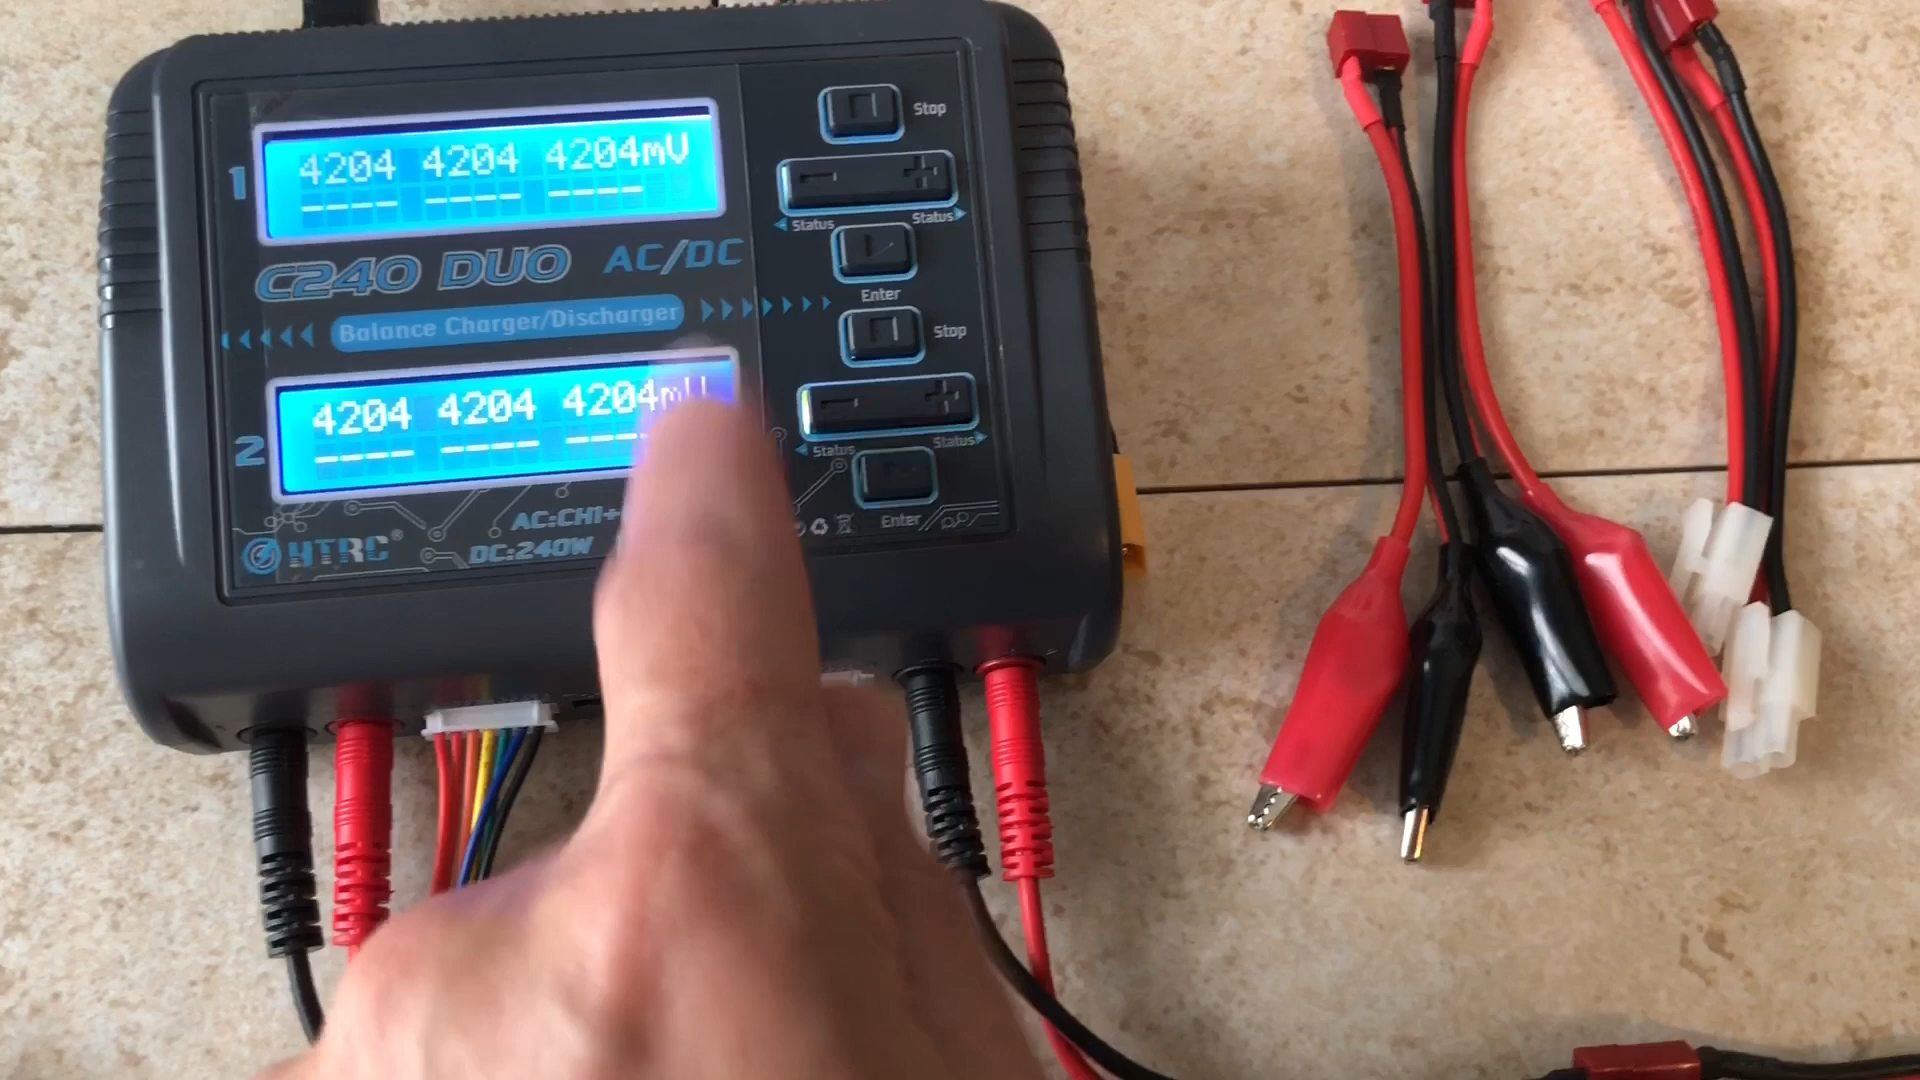 1
4204 4204 4204mV
---- ---- ----
C240 DUO AC/DC
Balance Charger/Discharger
2
4204 4204 4204mV
---- ---- ----
AC:CH1+
HTRC®
DC:240W
Stop
- +
Status Status
Enter
Stop
- +
Status Status
Enter